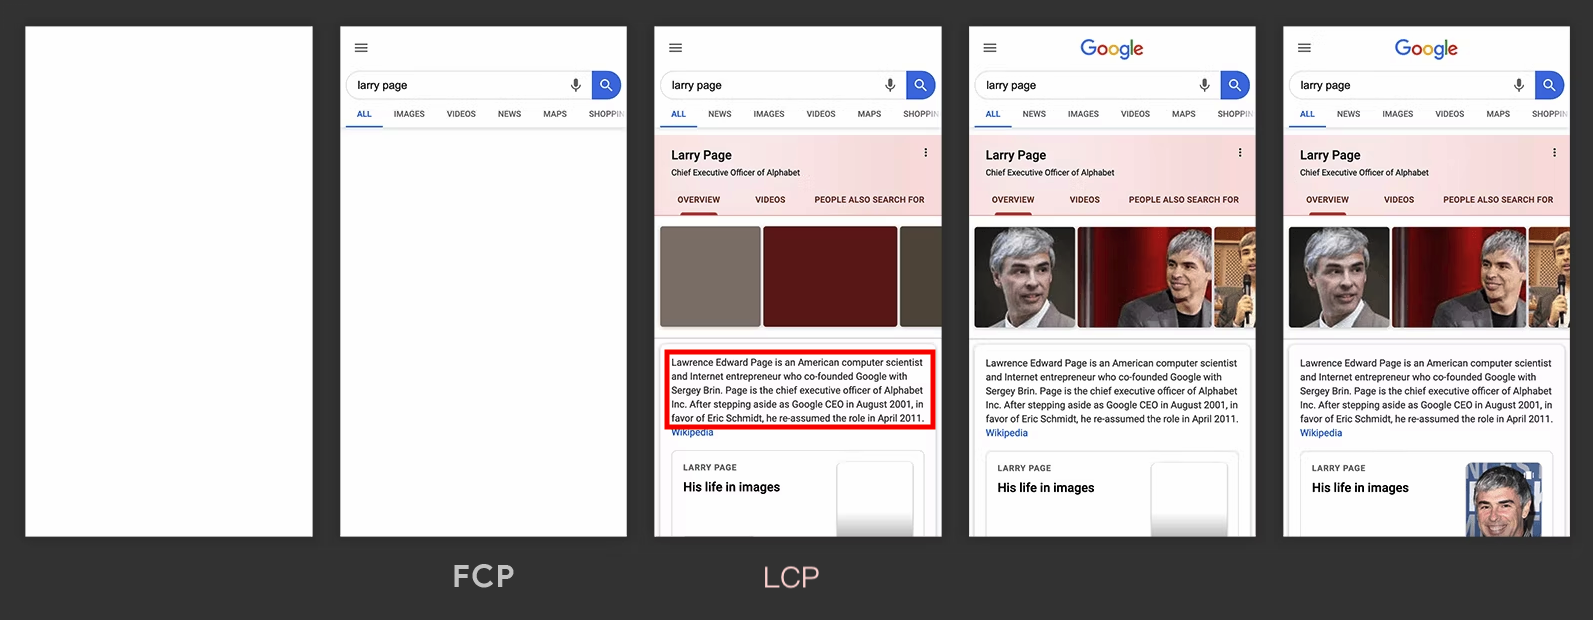 larry page
ALL IMAGES VIDEOS NEWS MAPS SHOPPIN
FCP
larry page
ALL NEWS IMAGES VIDEOS MAPS SHOPPIN
Larry Page
Chief Executive Officer of Alphabet
OVERVIEW VIDEOS PEOPLE ALSO SEARCH FOR
Lawrence Edward Page is an American computer scientist
and Internet entrepreneur who co-founded Google with
Sergey Brin. Page is the chief executive officer of Alphabet
Inc. After stepping aside as Google CEO in August 2001, in
favor of Eric Schmidt, he re-assumed the role in April 2011.
Wikipedia
LARRY PAGE
His life in images
LCP
Google
larry page
ALL NEWS IMAGES VIDEOS MAPS SHOPPIN
Larry Page
Chief Executive Officer of Alphabet
OVERVIEW VIDEOS PEOPLE ALSO SEARCH FOR
Lawrence Edward Page is an American computer scientist
and Internet entrepreneur who co-founded Google with
Sergey Brin. Page is the chief executive officer of Alphabet
Inc. After stepping aside as Google CEO in August 2001, in
favor of Eric Schmidt, he re-assumed the role in April 2011.
Wikipedia
LARRY PAGE
His life in images
Google
larry page
ALL NEWS IMAGES VIDEOS MAPS SHOPPIN
Larry Page
Chief Executive Officer of Alphabet
OVERVIEW VIDEOS PEOPLE ALSO SEARCH FOR
Lawrence Edward Page is an American computer scientist
and Internet entrepreneur who co-founded Google with
Sergey Brin. Page is the chief executive officer of Alphabet
Inc. After stepping aside as Google CEO in August 2001, in
favor of Eric Schmidt, he re-assumed the role in April 2011.
Wikipedia
LARRY PAGE
His life in images